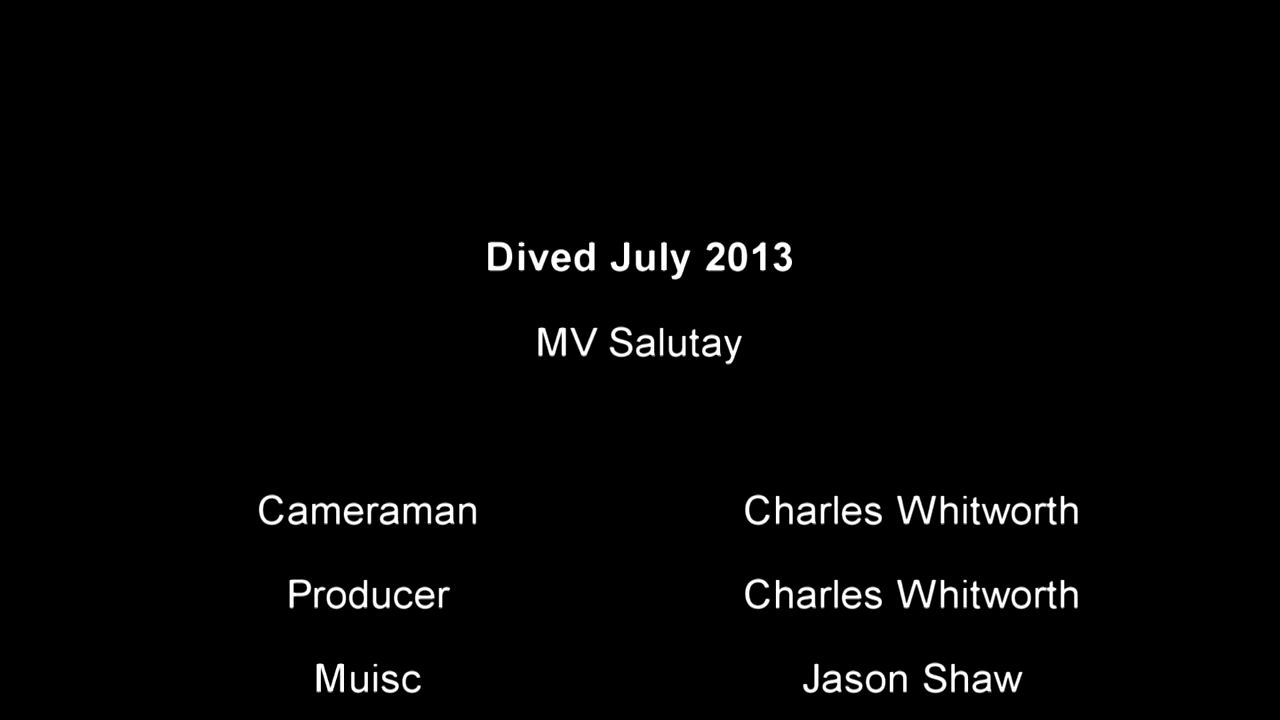 Dived July 2013
MV Salutay
Cameraman Charles Whitworth
Producer Charles Whitworth
Muisc Jason Shaw